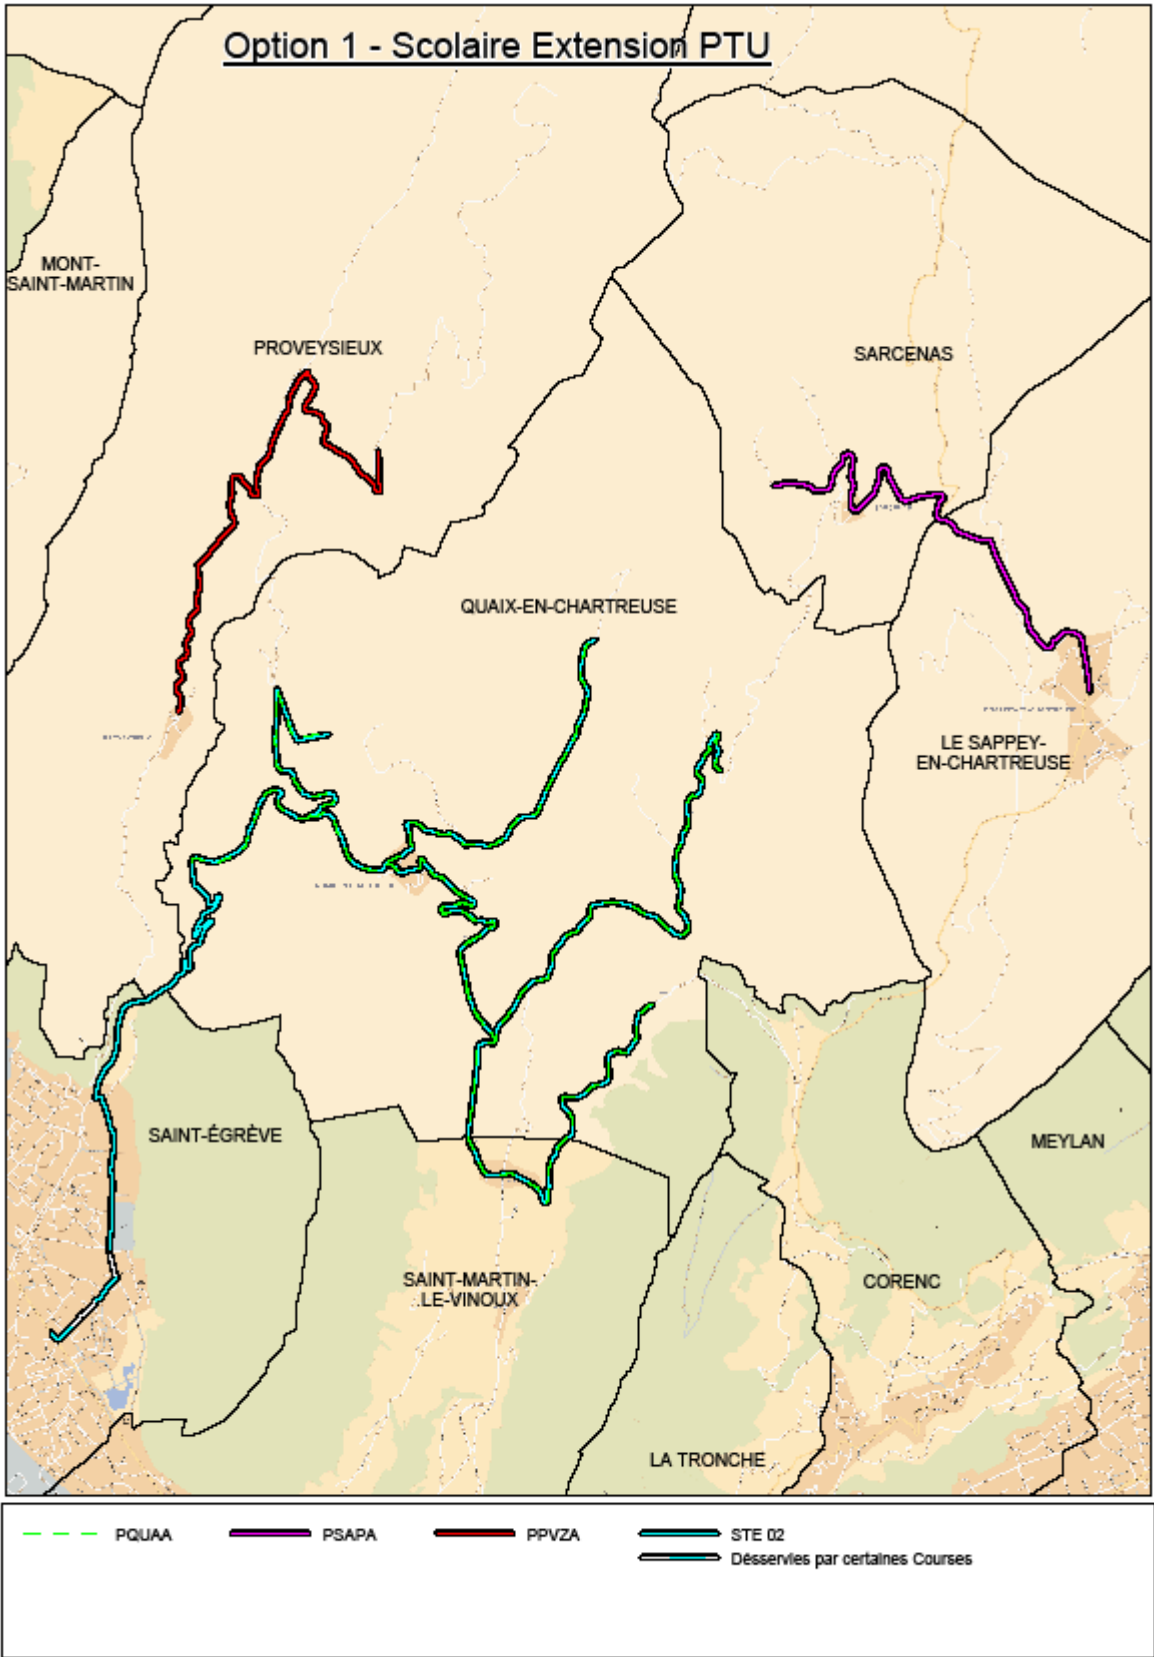 Option 1 - Scolaire Extension PTU
MONT-
SAINT-MARTIN
PROVEYSIEUX
SARCENAS
QUAIX-EN-CHARTREUSE
LE SAPPEY-
EN-CHARTREUSE
SAINT-ÉGRÈVE
MEYLAN
SAINT-MARTIN-
LE-VINOUX
CORENC
LA TRONCHE
PQUAA
PSAPA
PPVZA
STE 02
Désservies par certaines Courses